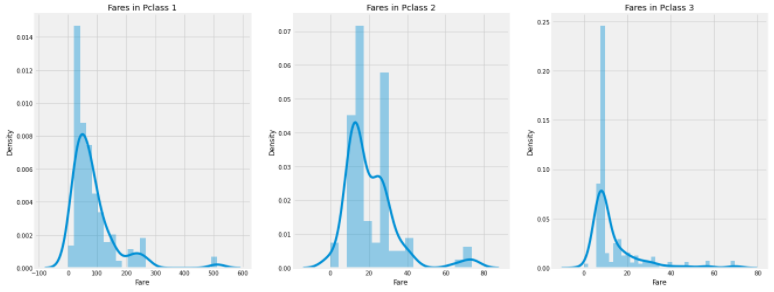 Fares in Pclass 1
0.014
0.012
0.010
0.008
0.006
0.004
0.002
0.000
Density
−100 0 100 200 300 400 500 600
Fare
Fares in Pclass 2
0.07
0.06
0.05
0.04
0.03
0.02
0.01
0.00
Density
0 20 40 60 80
Fare
Fares in Pclass 3
0.25
0.20
0.15
0.10
0.05
0.00
Density
0 20 40 60 80
Fare